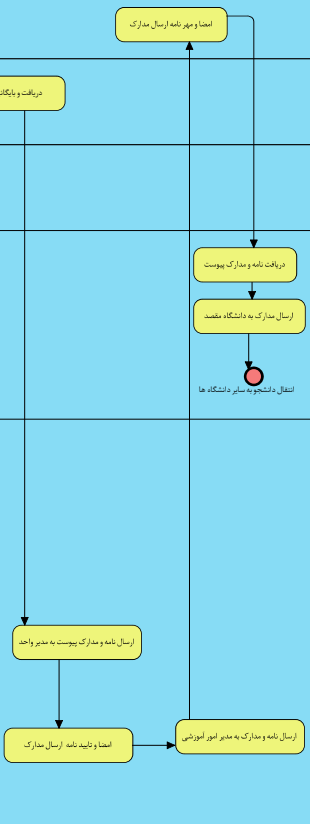 امضا و مهر نامه ارسال مدارک
دریافت و بایگانی
دریافت نامه و مدارک پیوست
ارسال مدارک به دانشگاه مقصد
انتقال دانشجو به سایر دانشگاه ها
ارسال نامه و مدارک پیوست به مدیر واحد
ارسال نامه و مدارک به مدیر امور آموزشی
امضا و تایید نامه ارسال مدارک